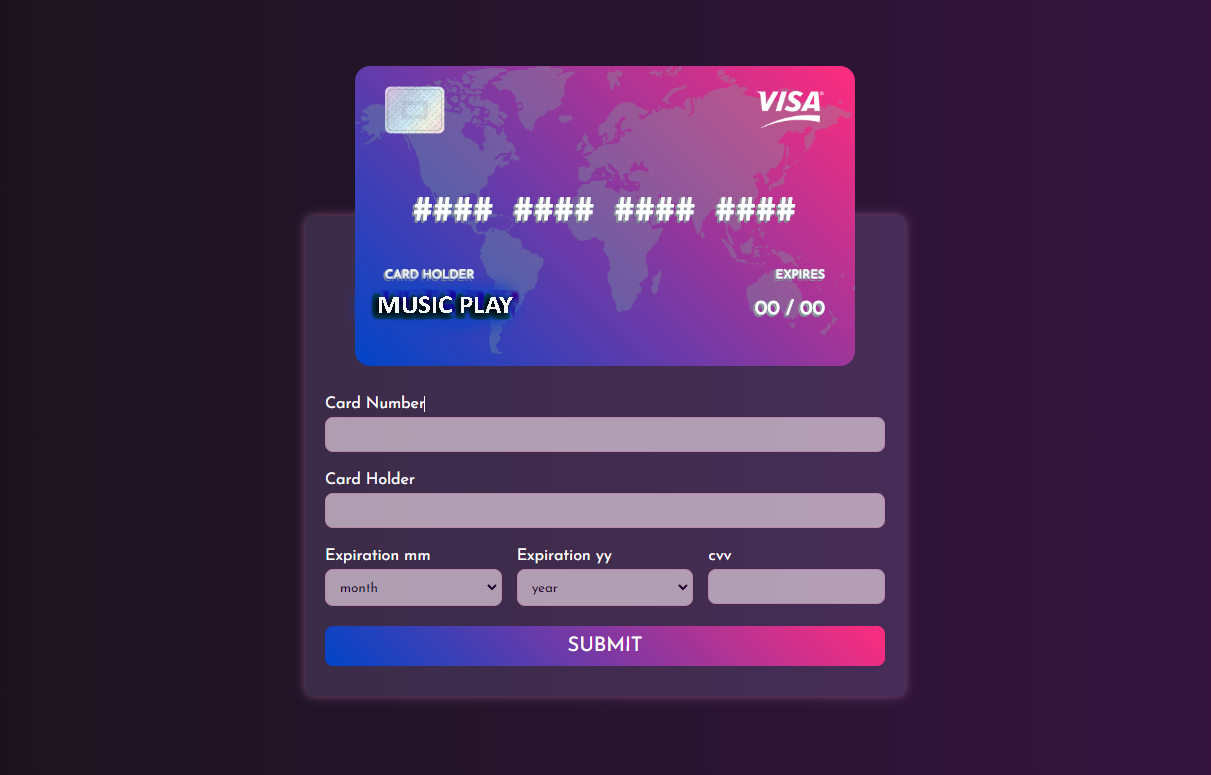 VISA
#### #### #### ####
CARD HOLDER EXPIRES
MUSIC PLAY 00 / 00
Card Number
Card Holder
Expiration mm Expiration yy cvv
month year
SUBMIT